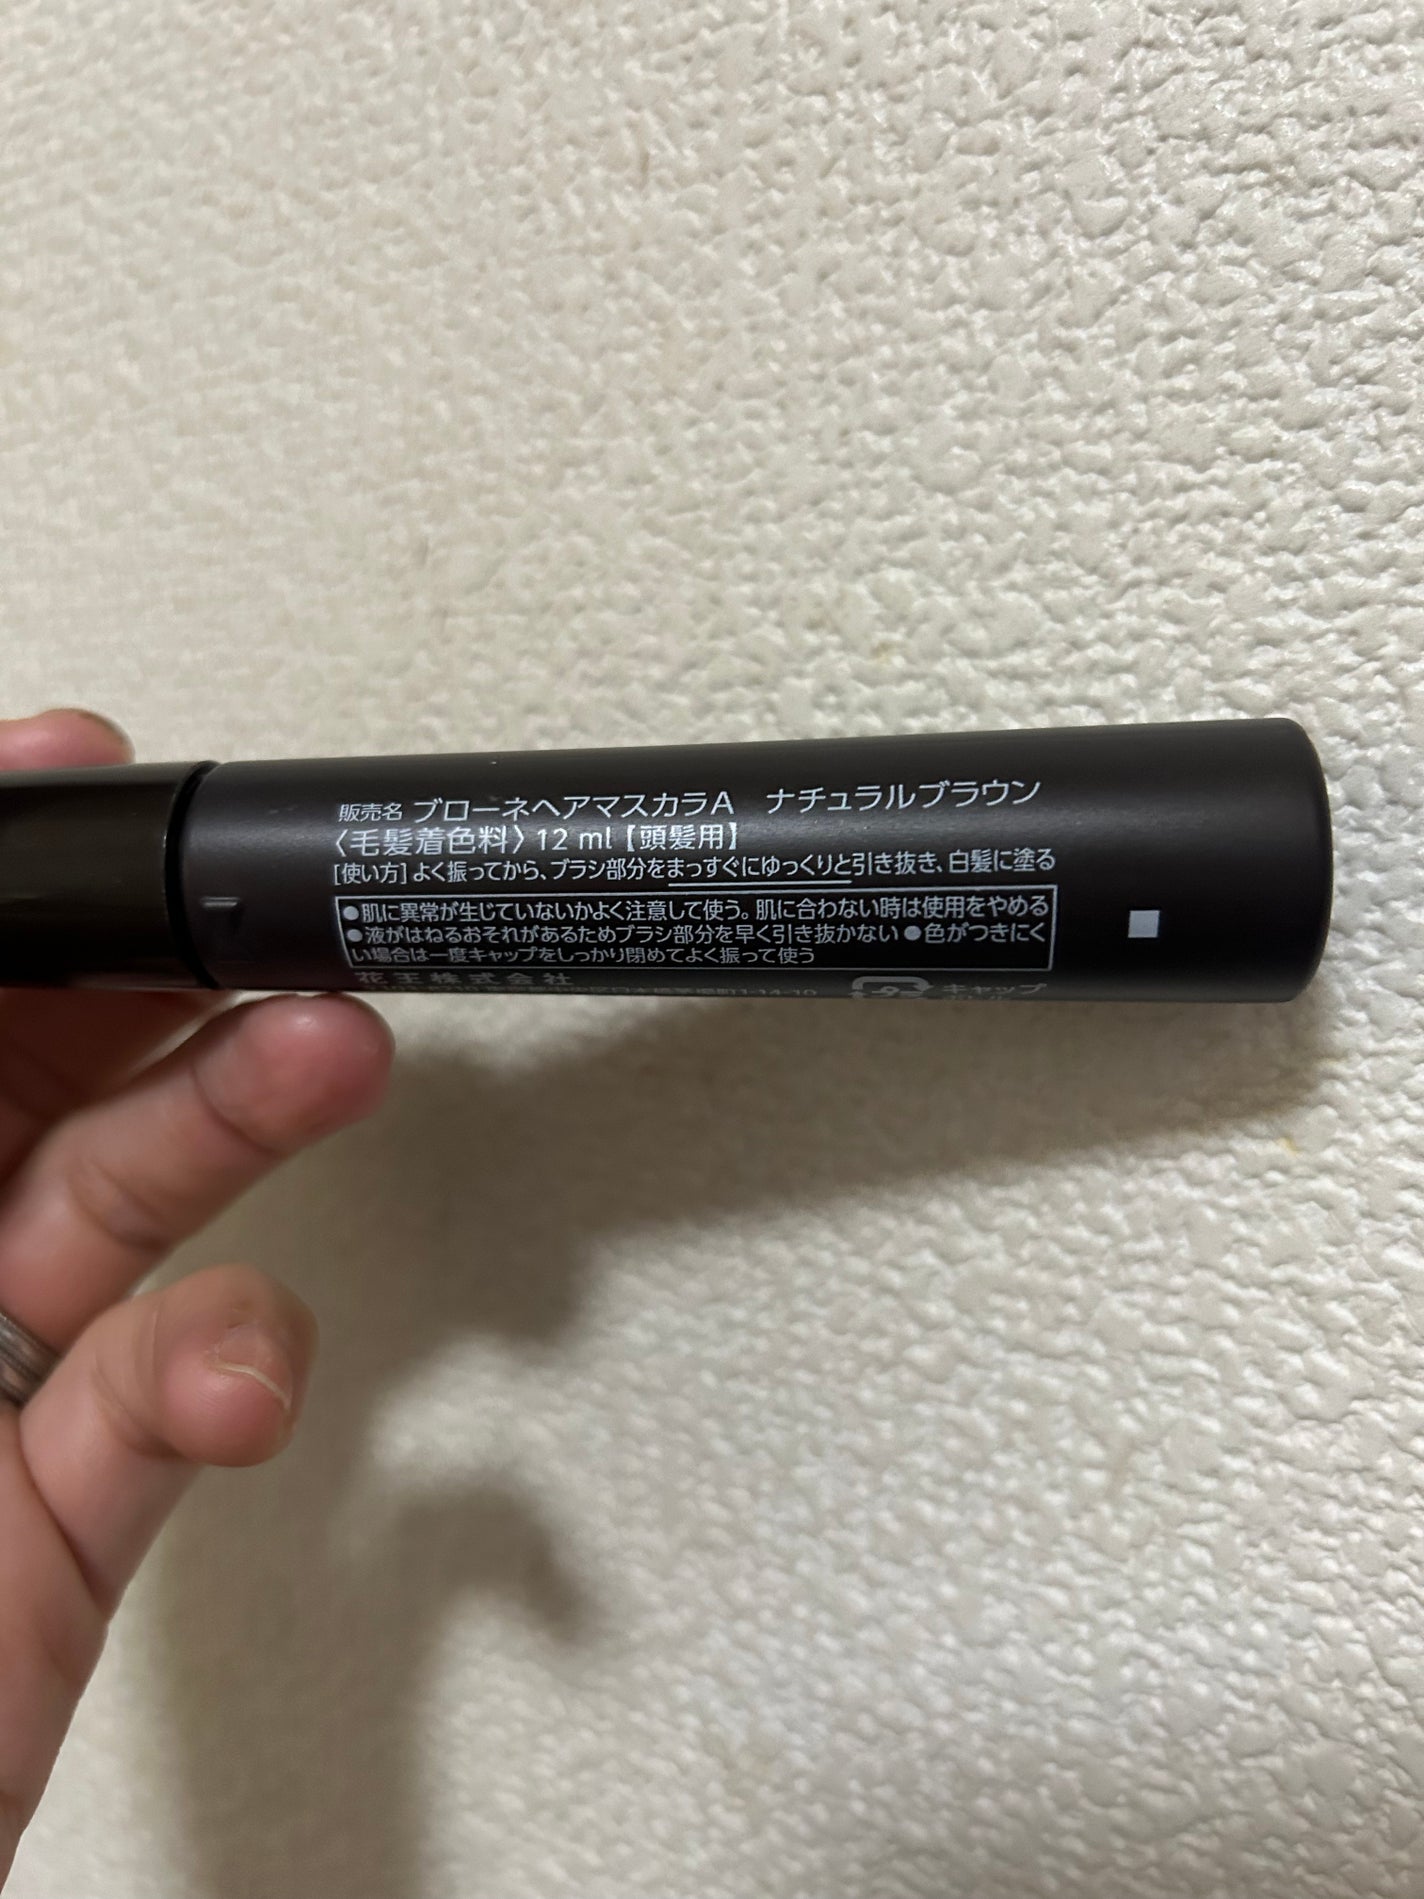 販売名 ブローネヘアマスカラA ナチュラルブラウン
〈毛髪着色料〉12 ml【頭髪用】
[使い方] よく振ってから、ブラシ部分をまっすぐにゆっくりと引き抜き、白髪に塗る
●肌に異常が生じていないかよく注意して使う。肌に合わない時は使用をやめる
●液がはねるおそれがあるためブラシ部分を早く引き抜かない ●色がつきにく
い場合は一度キャップをしっかり閉めてよく振って使う
花王株式会社
1-14-10
キャップ